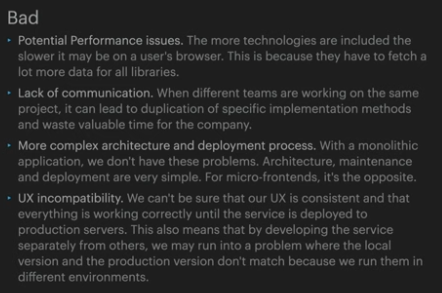 Bad
‣ Potential Performance issues. The more technologies are included the
slower it may be on a user's browser. This is because they have to fetch a
lot more data for all libraries.
‣ Lack of communication. When different teams are working on the same
project, it can lead to duplication of specific implementation methods
and waste valuable time for the company.
‣ More complex architecture and deployment process. With a monolithic
application, we don't have these problems. Architecture, maintenance
and deployment are very simple. For micro-frontends, it's the opposite.
‣ UX incompatibility. We can't be sure that our UX is consistent and that
everything is working correctly until the service is deployed to
production servers. This also means that by developing the service
separately from others, we may run into a problem where the local
version and the production version don't match because we run them in
different environments.